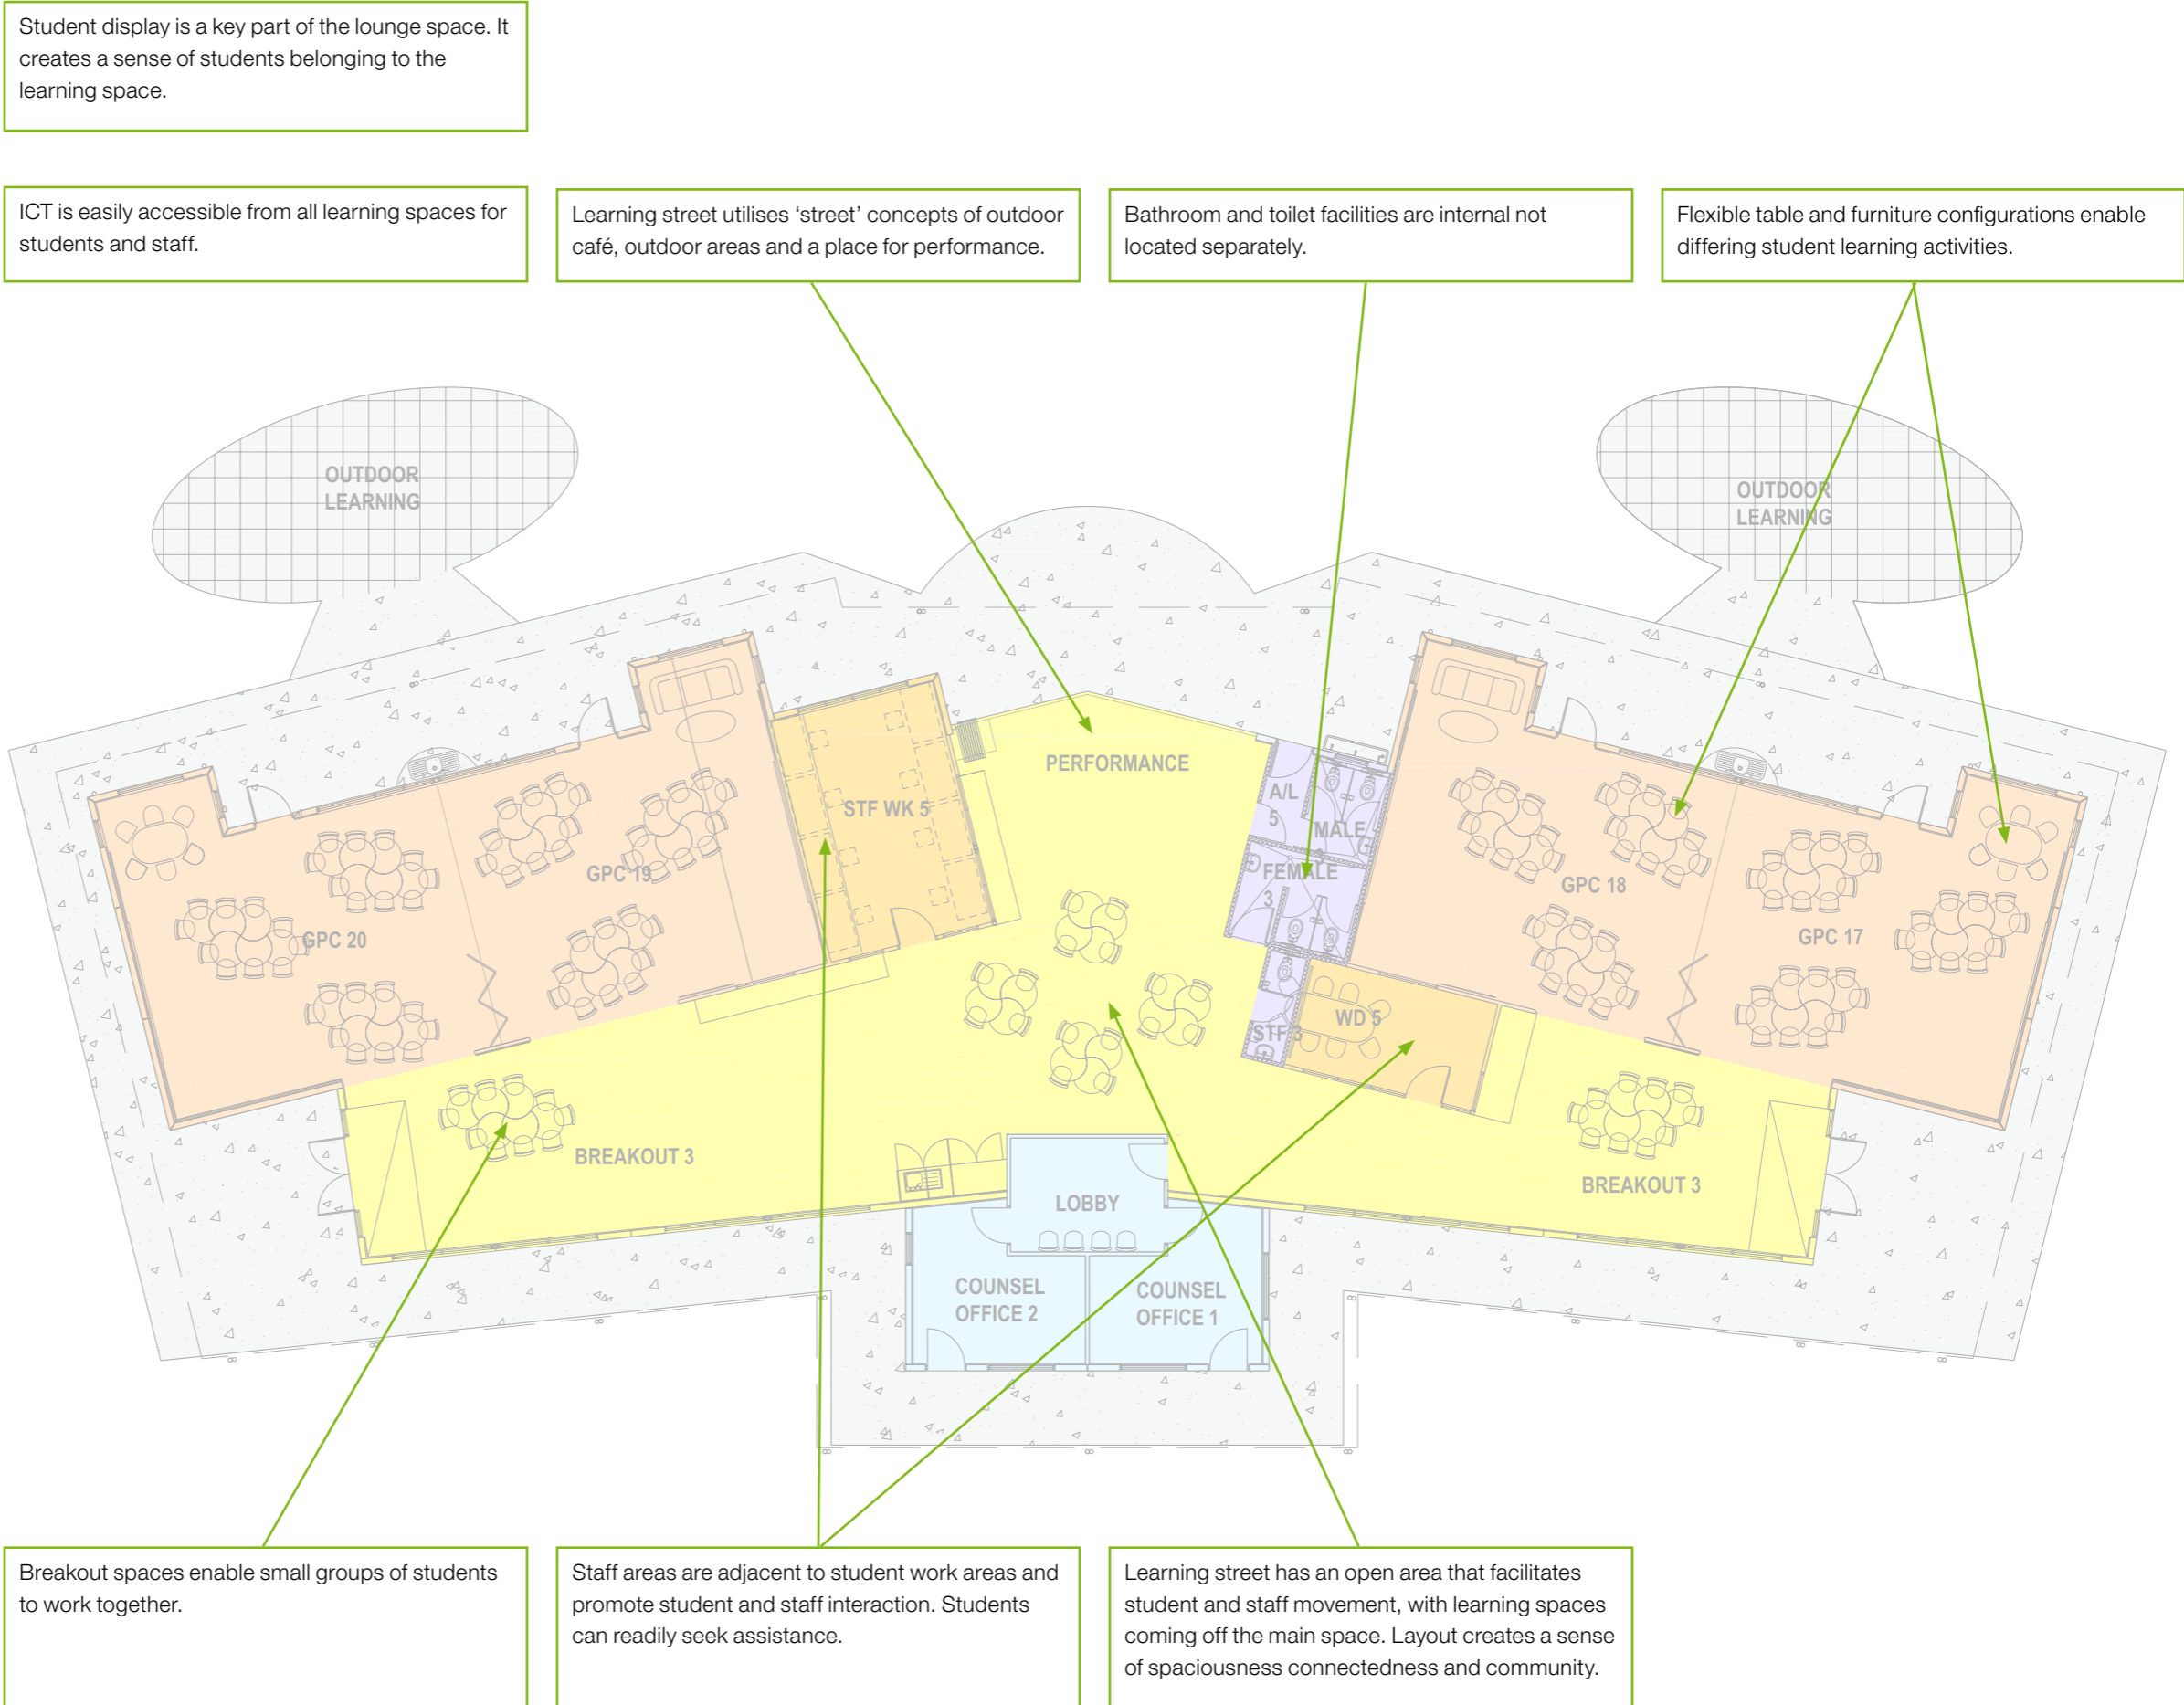 Student display is a key part of the lounge space. It
creates a sense of students belonging to the
learning space.
ICT is easily accessible from all learning spaces for
students and staff.
Learning street utilises ‘street’ concepts of outdoor
café, outdoor areas and a place for performance.
Bathroom and toilet facilities are internal not
located separately.
Flexible table and furniture configurations enable
differing student learning activities.
OUTDOOR
LEARNING
OUTDOOR
LEARNING
PERFORMANCE
STF WK 5
A/L
5
MALE
3
FEMALE
3
GPC 19
GPC 20
GPC 18
GPC 17
STF 3
WD 5
BREAKOUT 3
BREAKOUT 3
LOBBY
COUNSEL
OFFICE 2
COUNSEL
OFFICE 1
Breakout spaces enable small groups of students
to work together.
Staff areas are adjacent to student work areas and
promote student and staff interaction. Students
can readily seek assistance.
Learning street has an open area that facilitates
student and staff movement, with learning spaces
coming off the main space. Layout creates a sense
of spaciousness connectedness and community.